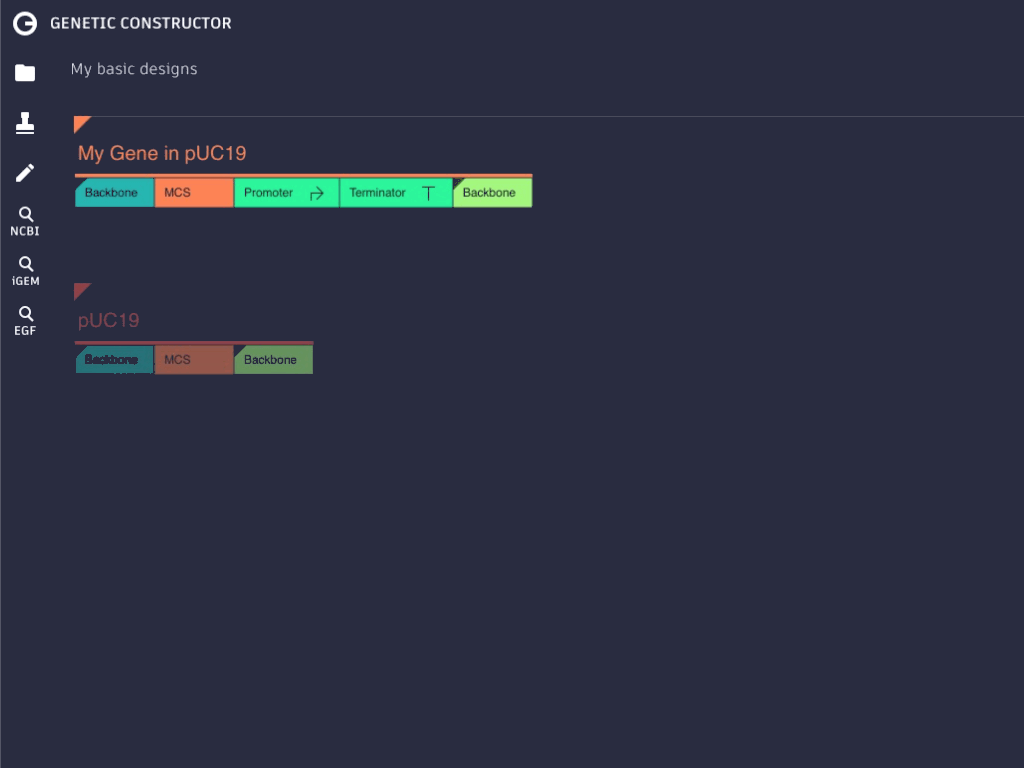 GENETIC CONSTRUCTOR
My basic designs
My Gene in pUC19
Backbone MCS Promoter Terminator Backbone
NCBI
iGEM
pUC19
EGF
Backbone MCS Backbone